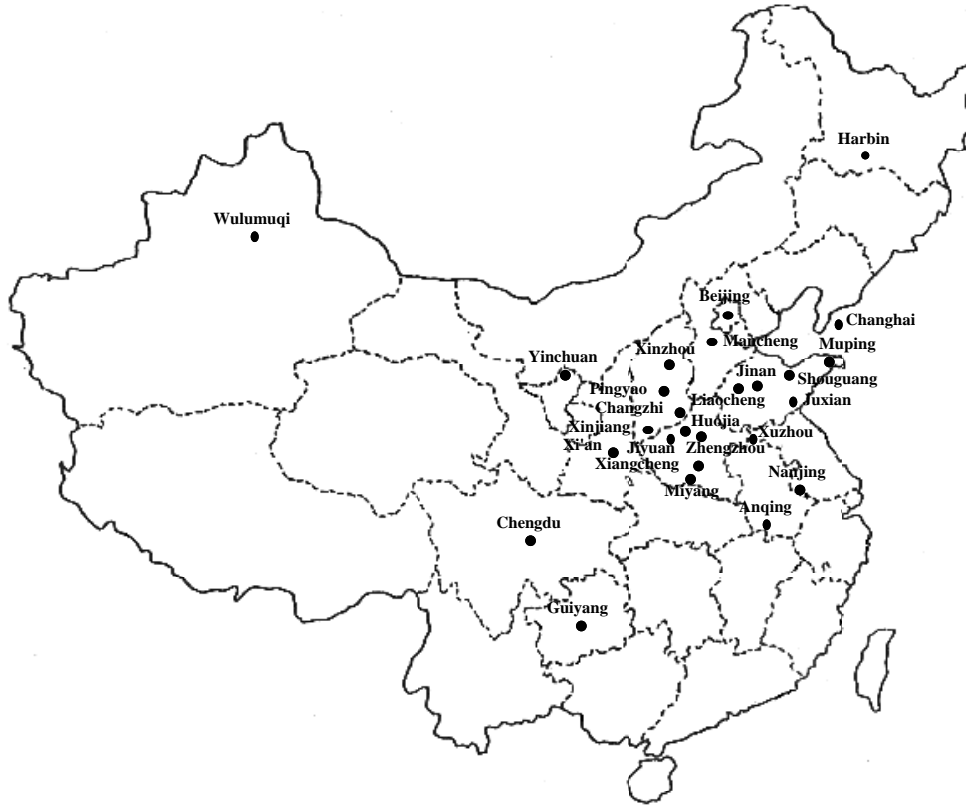 Harbin
Wulumuqi
Beijing
Changhai
Mancheng
Muping
Xinzhou
Yinchuan
Jinan
Shouguang
Pingyao
Liaocheng
Juxian
Changzhi
Huojia
Xinjiang
Xuzhou
Xi'an
Jiyuan
Zhengzhou
Xiangcheng
Nanjing
Miyang
Anqing
Chengdu
Guiyang